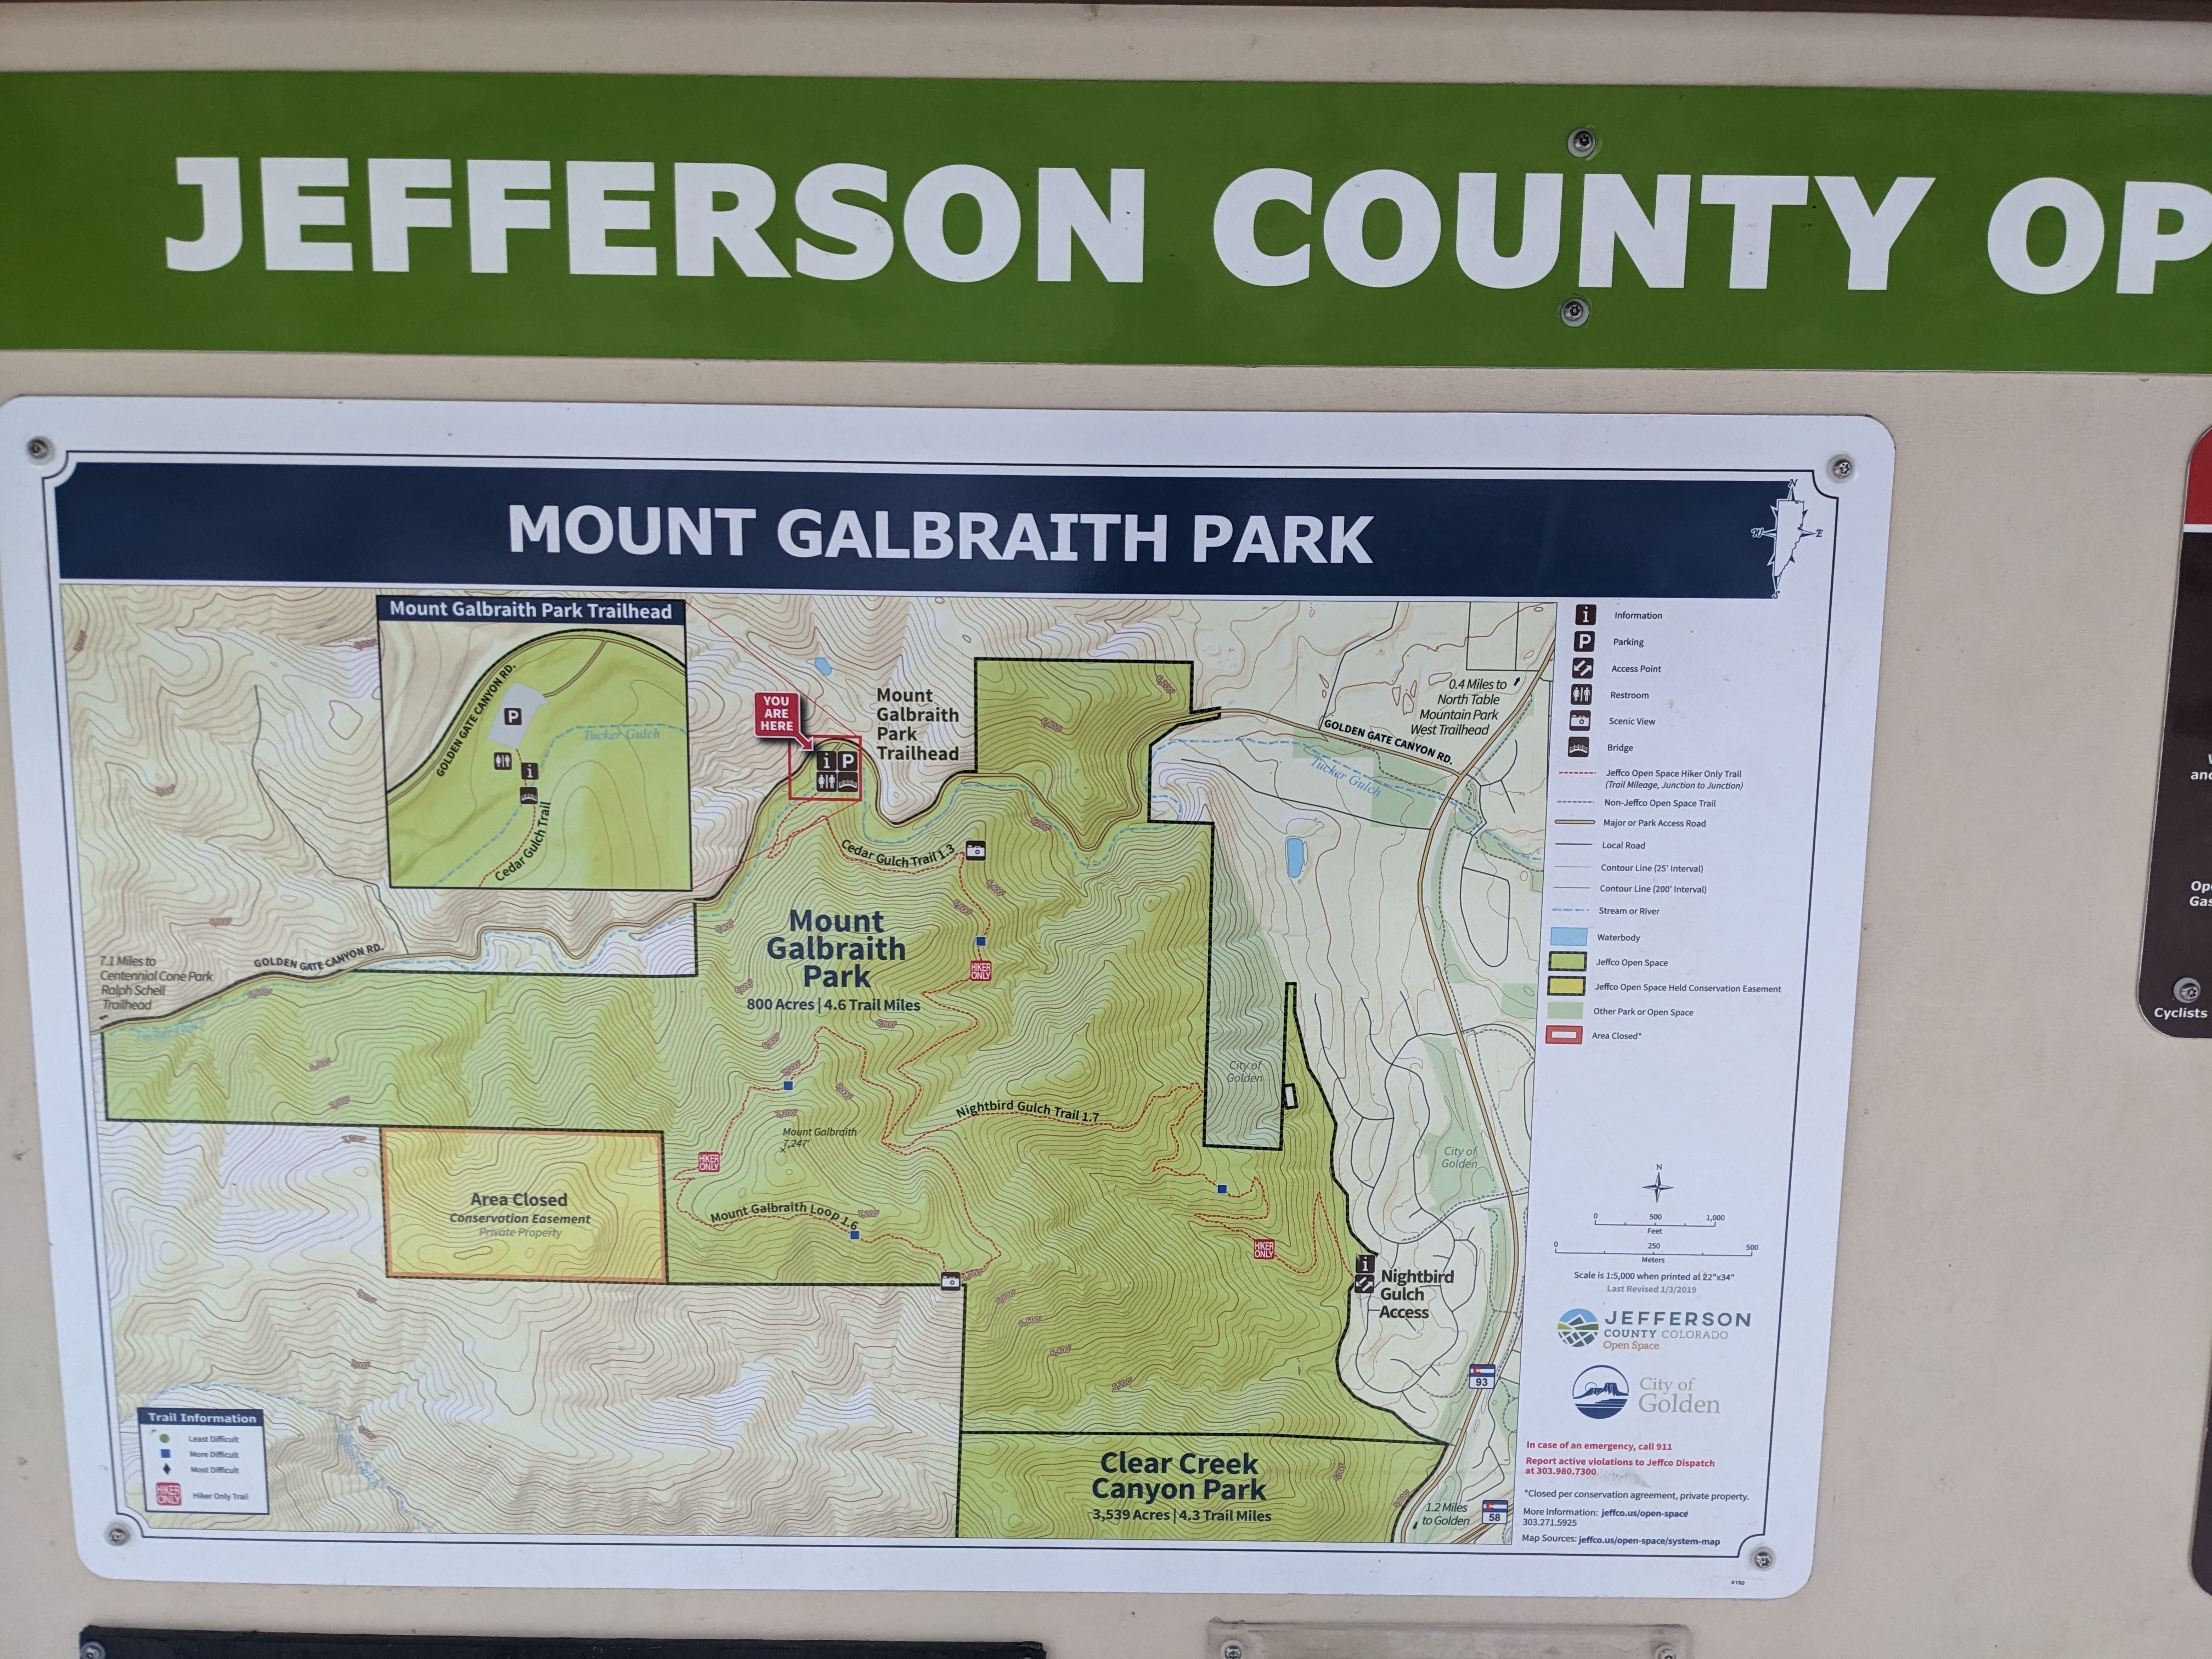 JEFFERSON COUNTY OP
MOUNT GALBRAITH PARK
N
W
E
S
Mount Galbraith Park Trailhead
GOLDEN GATE CANYON RD.
P
Tucker Gulch
i
Cedar Gulch Trail
YOU
ARE
HERE
Mount
Galbraith
Park
Trailhead
i P
0.4 Miles to
North Table
Mountain Park
West Trailhead
GOLDEN GATE CANYON RD.
Tucker Gulch
Cedar Gulch Trail 1.3
Mount
Galbraith
Park
800 Acres | 4.6 Trail Miles
HIKER
ONLY
GOLDEN GATE CANYON RD.
7.1 Miles to
Centennial Cone Park
Ralph Schell
Trailhead
City of
Golden
Nightbird Gulch Trail 1.7
Mount Galbraith
7,247'
HIKER
ONLY
City of
Golden
Area Closed
Conservation Easement
Private Property
Mount Galbraith Loop 1.6
HIKER
ONLY
i
Nightbird
Gulch
Access
93
Clear Creek
Canyon Park
3,539 Acres | 4.3 Trail Miles
1.2 Miles
to Golden
58
Trail Information
Least Difficult
More Difficult
Most Difficult
HIKER
ONLY
Hiker Only Trail
i Information
P Parking
Access Point
Restroom
Scenic View
Bridge
Jeffco Open Space Hiker Only Trail
(Trail Mileage, Junction to Junction)
Non-Jeffco Open Space Trail
Major or Park Access Road
Local Road
Contour Line (25' Interval)
Contour Line (200' Interval)
Stream or River
Waterbody
Jeffco Open Space
Jeffco Open Space Held Conservation Easement
Other Park or Open Space
Area Closed*
N
0 500 1,000
Feet
0 250 500
Meters
Scale is 1:5,000 when printed at 22"x34"
Last Revised 1/3/2019
JEFFERSON
COUNTY COLORADO
Open Space
City of
Golden
In case of an emergency, call 911
Report active violations to Jeffco Dispatch
at 303.980.7300
*Closed per conservation agreement, private property.
More Information: jeffco.us/open-space
303.271.5925
Map Sources: jeffco.us/open-space/system-map
Cyclists